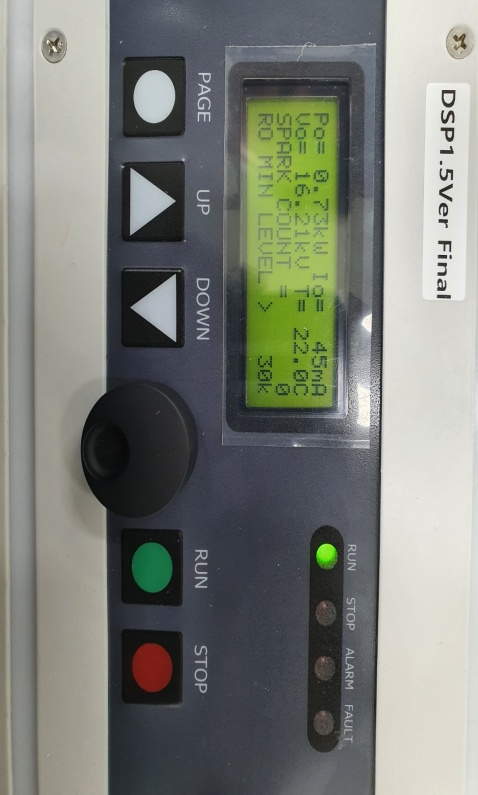 DSP1.5Ver Final
Po= 0.73kW Io= 45mA
Vo= 16.21kV T= 22.0C
SPARK COUNT = 0
RO MIN LEVEL > 30k
RUN STOP ALARM FAULT
PAGE UP DOWN RUN STOP